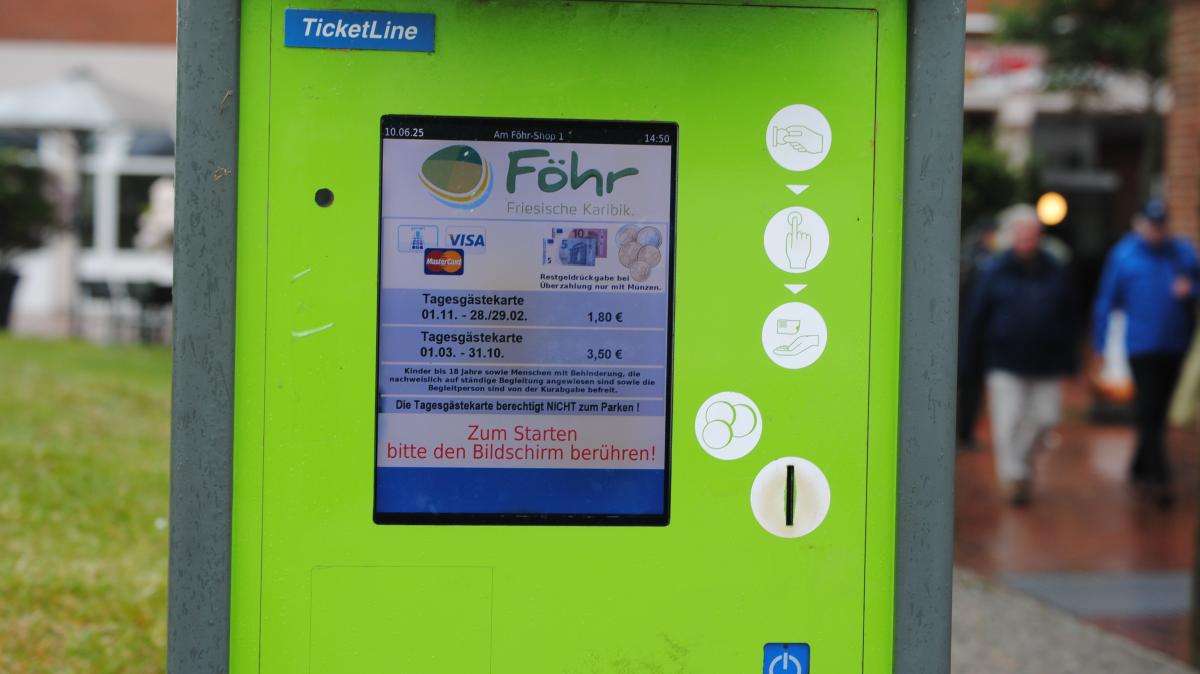 TicketLine
10.06.25 Am Föhr-Shop 1 14:50
Föhr
Friesische Karibik.
VISA
MasterCard
10
5
5
Restgeldrückgabe bei
Überzahlung nur mit Münzen.
Tagesgästekarte
01.11. - 28./29.02. 1,80 €
Tagesgästekarte
01.03. - 31.10. 3,50 €
Kinder bis 18 Jahre sowie Menschen mit Behinderung, die
nachweislich auf ständige Begleitung angewiesen sind sowie die
Begleitperson sind von der Kurabgabe befreit.
Die Tagesgästekarte berechtigt NICHT zum Parken !
Zum Starten
bitte den Bildschirm berühren!